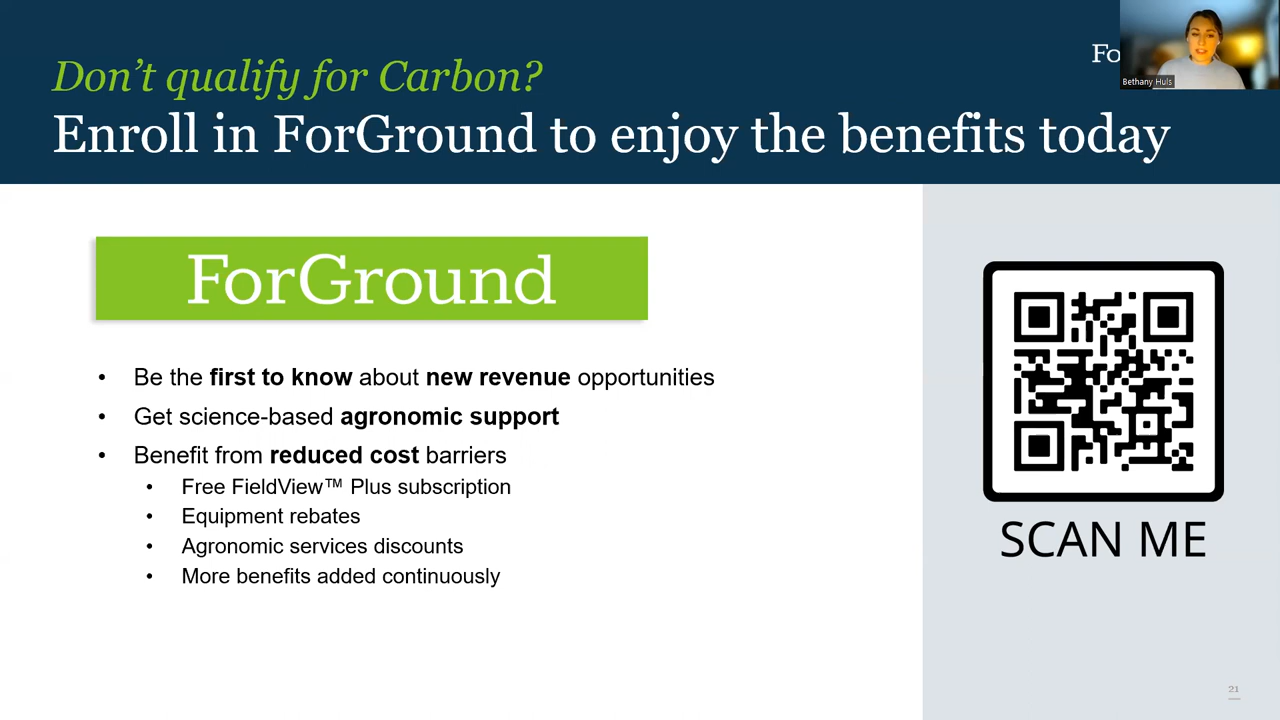 Don't qualify for Carbon?
Enroll in ForGround to enjoy the benefits today
Fo
Bethany Huls
ForGround
• Be the first to know about new revenue opportunities
• Get science-based agronomic support
• Benefit from reduced cost barriers
• Free FieldView™ Plus subscription
• Equipment rebates
• Agronomic services discounts
• More benefits added continuously
SCAN ME
21